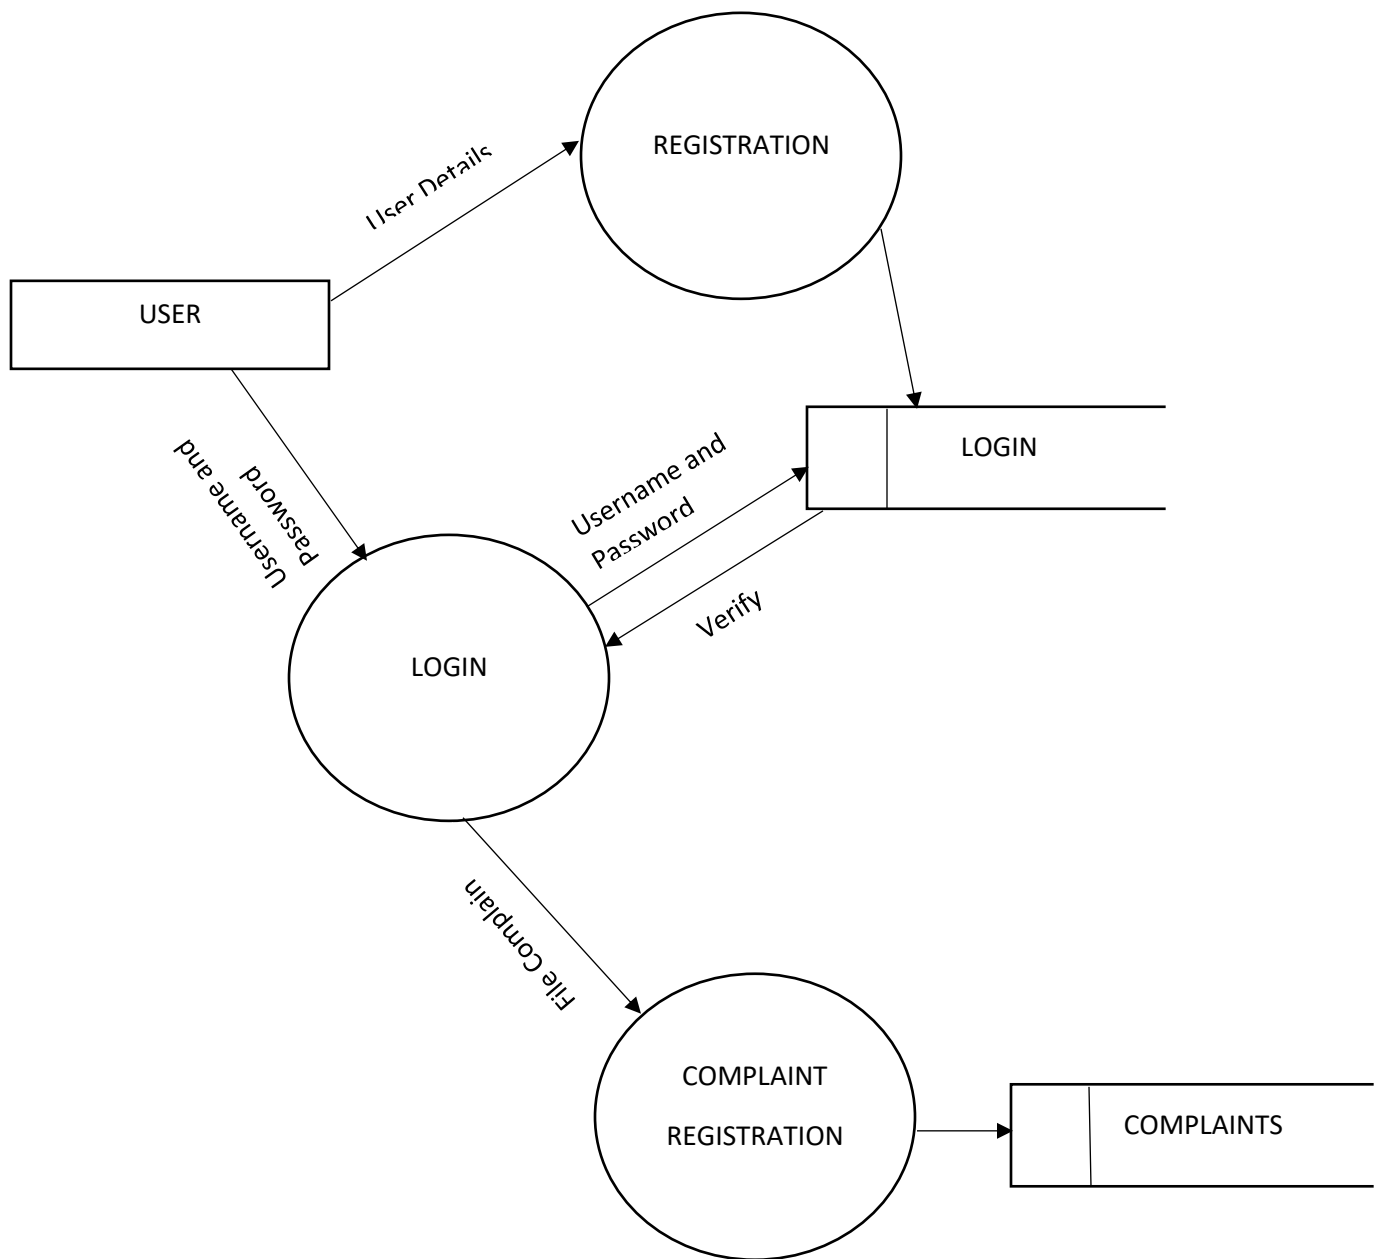 REGISTRATION
User Details
USER
LOGIN
Username and
Password
Username and
Password
Verify
LOGIN
File Complain
COMPLAINT
REGISTRATION
COMPLAINTS